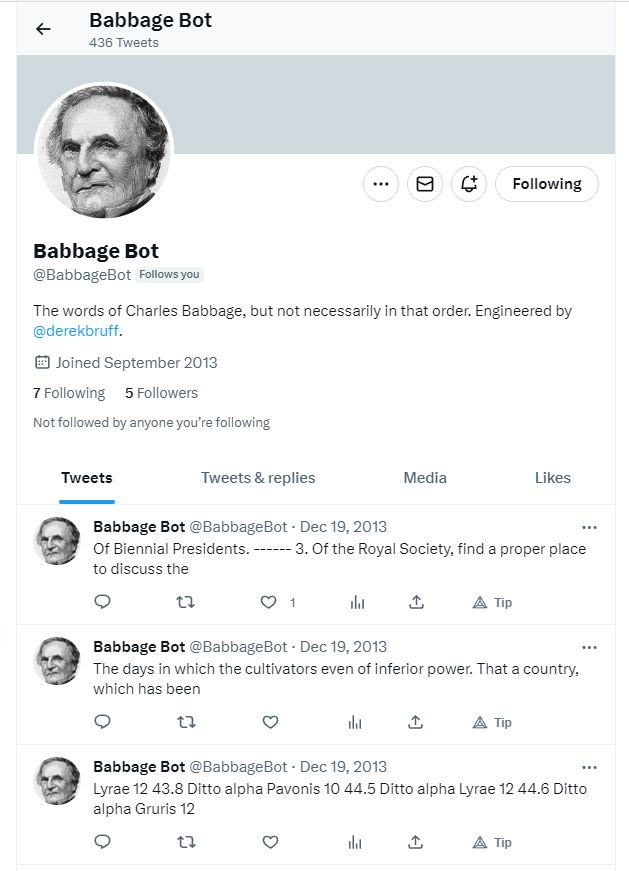 Babbage Bot
436 Tweets
Following
Babbage Bot
@BabbageBot Follows you
The words of Charles Babbage, but not necessarily in that order. Engineered by
@derekbruff.
Joined September 2013
7 Following 5 Followers
Not followed by anyone you’re following
Tweets Tweets & replies Media Likes
Babbage Bot @BabbageBot · Dec 19, 2013
Of Biennial Presidents. ------ 3. Of the Royal Society, find a proper place
to discuss the
1 Tip
Babbage Bot @BabbageBot · Dec 19, 2013
The days in which the cultivators even of inferior power. That a country,
which has been
Tip
Babbage Bot @BabbageBot · Dec 19, 2013
Lyrae 12 43.8 Ditto alpha Pavonis 10 44.5 Ditto alpha Lyrae 12 44.6 Ditto
alpha Gruris 12
Tip